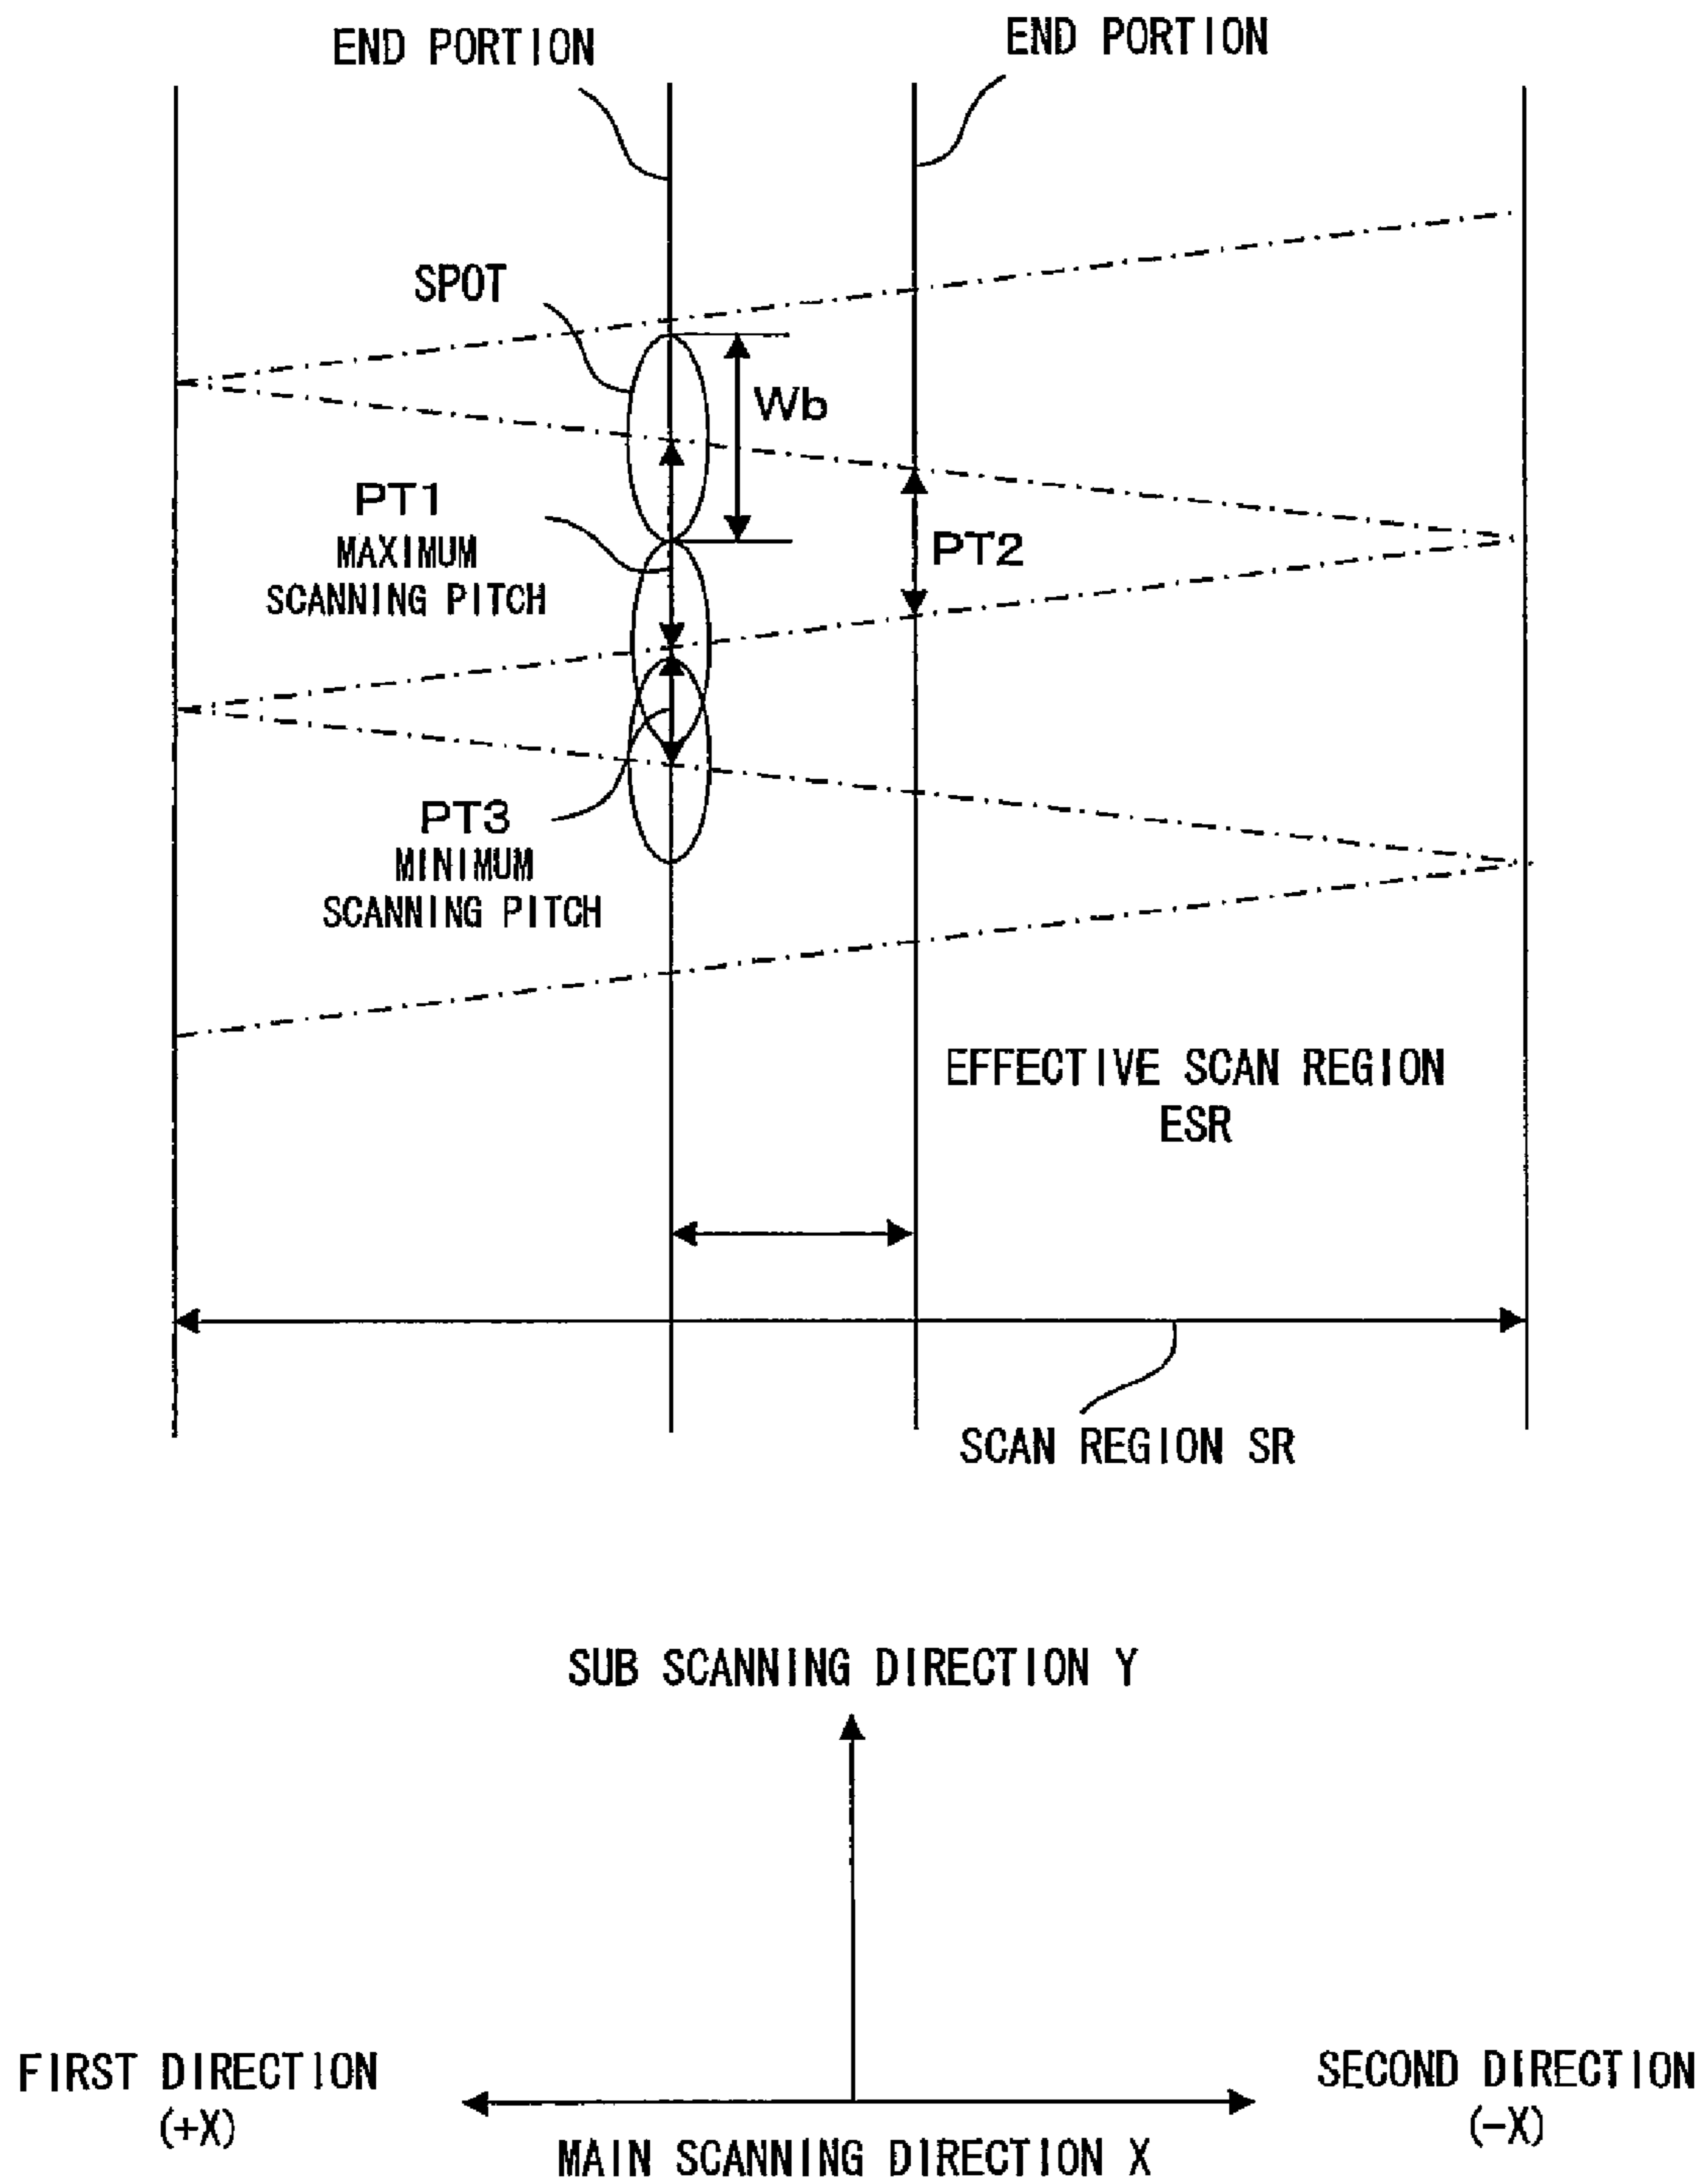 END PORTION
END PORTION
SPOT
Wb
PT1
MAXIMUM
SCANNING PITCH
PT2
PT3
MINIMUM
SCANNING PITCH
EFFECTIVE SCAN REGION
ESR
SCAN REGION SR
SUB SCANNING DIRECTION Y
FIRST DIRECTION
(+X)
SECOND DIRECTION
(-X)
MAIN SCANNING DIRECTION X